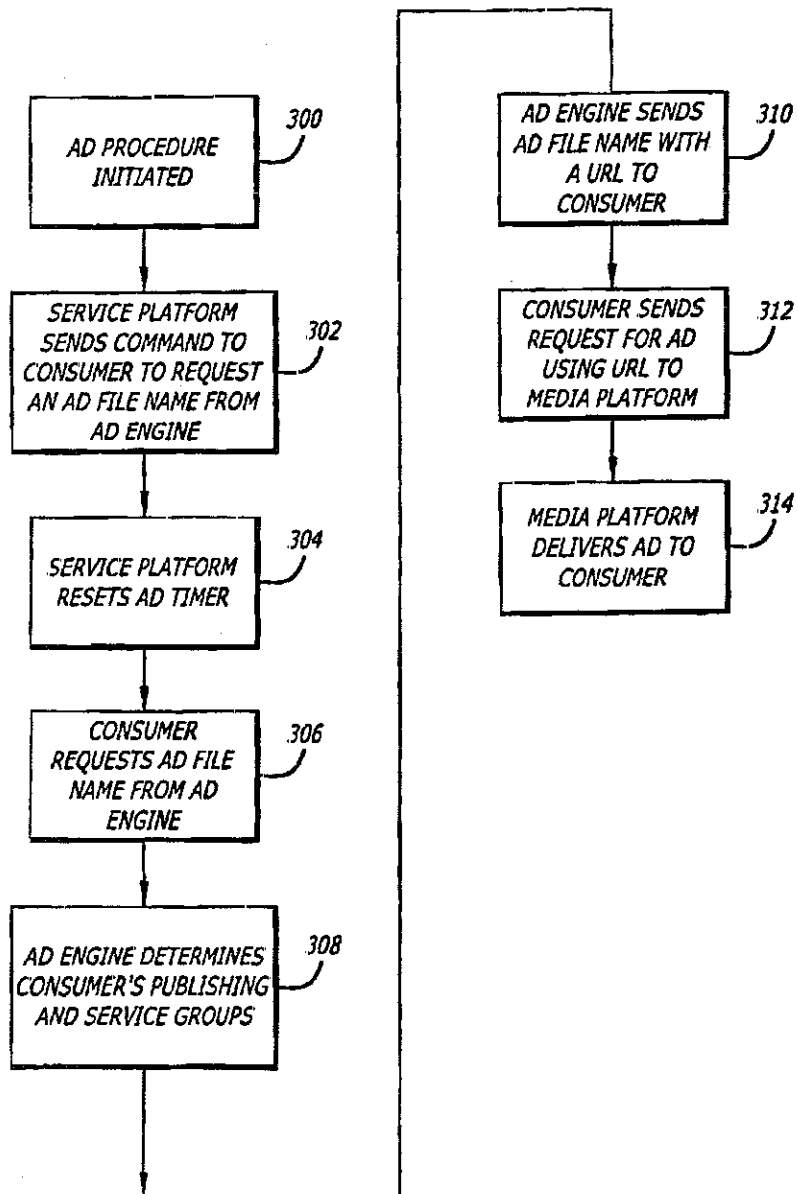 AD PROCEDURE
INITIATED
300
SERVICE PLATFORM
SENDS COMMAND TO
CONSUMER TO REQUEST
AN AD FILE NAME FROM
AD ENGINE
302
SERVICE PLATFORM
RESETS AD TIMER
304
CONSUMER
REQUESTS AD FILE
NAME FROM AD
ENGINE
306
AD ENGINE DETERMINES
CONSUMER'S PUBLISHING
AND SERVICE GROUPS
308
AD ENGINE SENDS
AD FILE NAME WITH
A URL TO
CONSUMER
310
CONSUMER SENDS
REQUEST FOR AD
USING URL TO
MEDIA PLATFORM
312
MEDIA PLATFORM
DELIVERS AD TO
CONSUMER
314